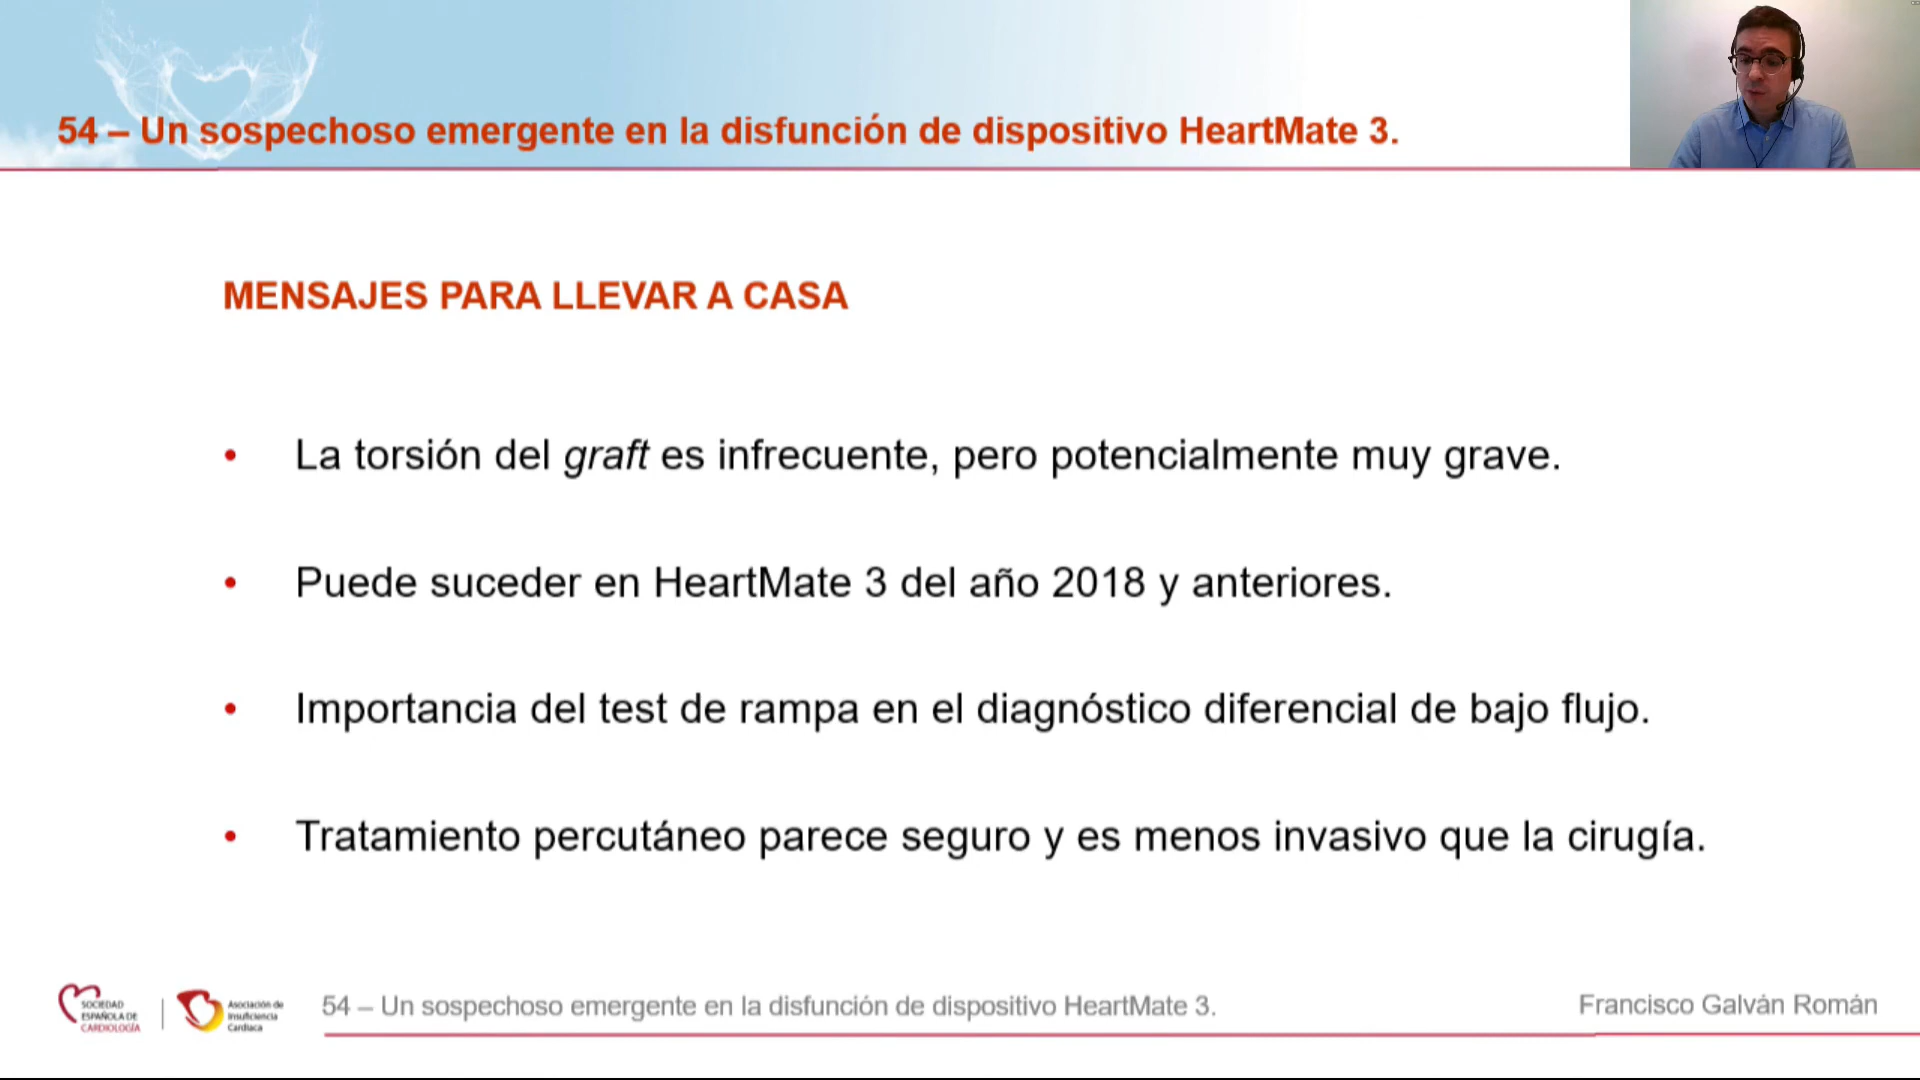 54 – Un sospechoso emergente en la disfunción de dispositivo HeartMate 3.
MENSAJES PARA LLEVAR A CASA
• La torsión del graft es infrecuente, pero potencialmente muy grave.
• Puede suceder en HeartMate 3 del año 2018 y anteriores.
• Importancia del test de rampa en el diagnóstico diferencial de bajo flujo.
• Tratamiento percutáneo parece seguro y es menos invasivo que la cirugía.
SOCIEDAD
ESPAÑOLA DE
CARDIOLOGÍA
Asociación de
Insuficiencia
Cardiaca
54 – Un sospechoso emergente en la disfunción de dispositivo HeartMate 3.
Francisco Galván Román